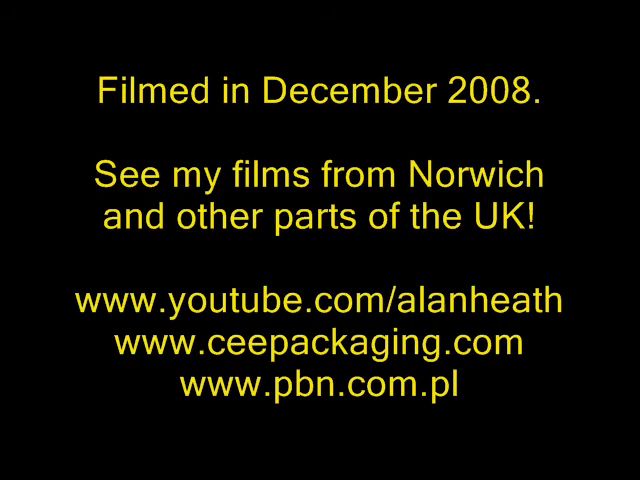 Filmed in December 2008.
See my films from Norwich
and other parts of the UK!
www.youtube.com/alanheath
www.ceepackaging.com
www.pbn.com.pl